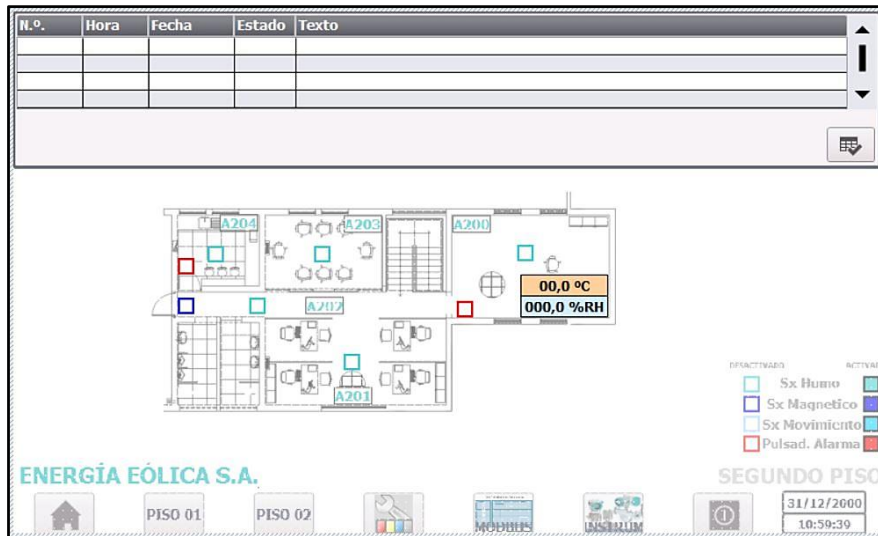 N.º. Hora Fecha Estado Texto
A204 A203 A200
00,0 ºC
000,0 %RH
A202
A201
DESACTIVADO
Sx Humo
Sx Magnetico
Sx Movimiento
Pulsad. Alarma
ENERGÍA EÓLICA S.A. SEGUNDO PISO
PISO 01 PISO 02 MODBUS INSTRUM
31/12/2000
10:59:39